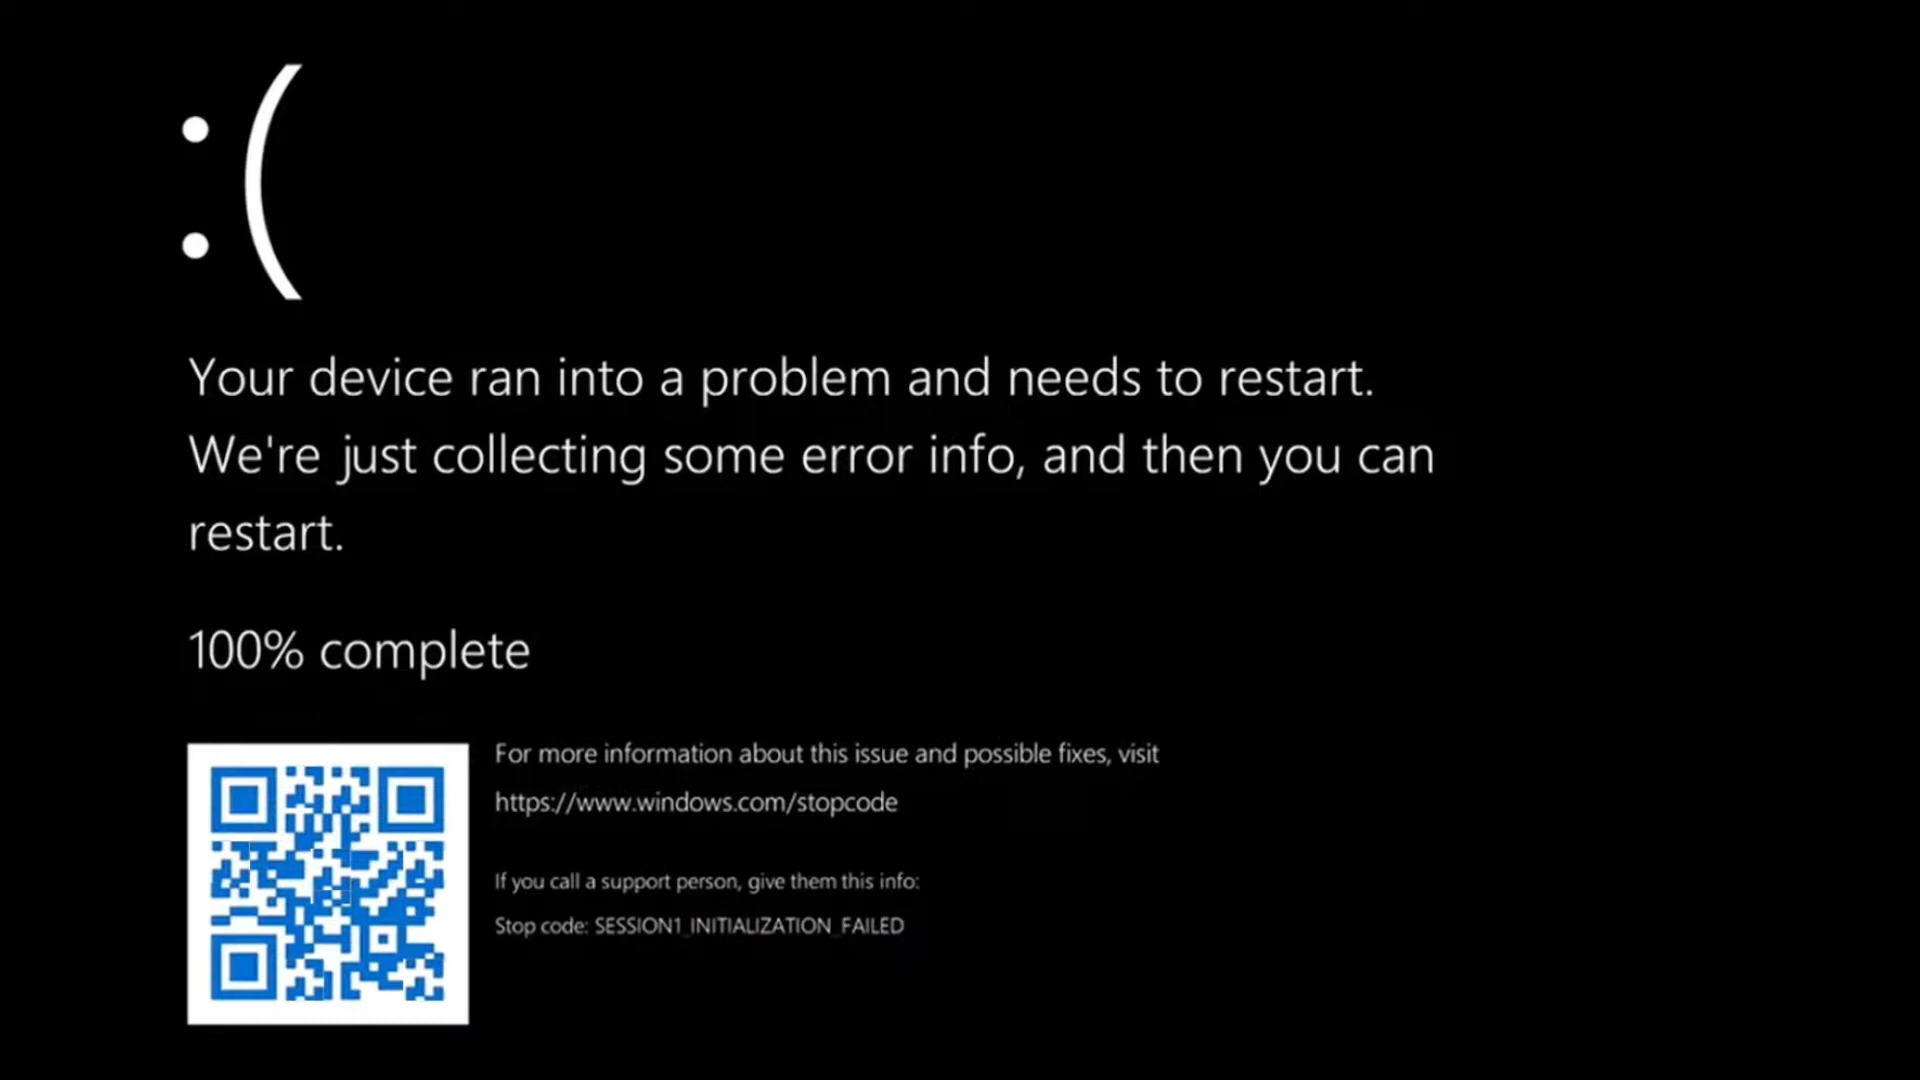 :(
Your device ran into a problem and needs to restart.
We're just collecting some error info, and then you can
restart.
100% complete
For more information about this issue and possible fixes, visit
https://www.windows.com/stopcode
If you call a support person, give them this info:
Stop code: SESSION1_INITIALIZATION_FAILED